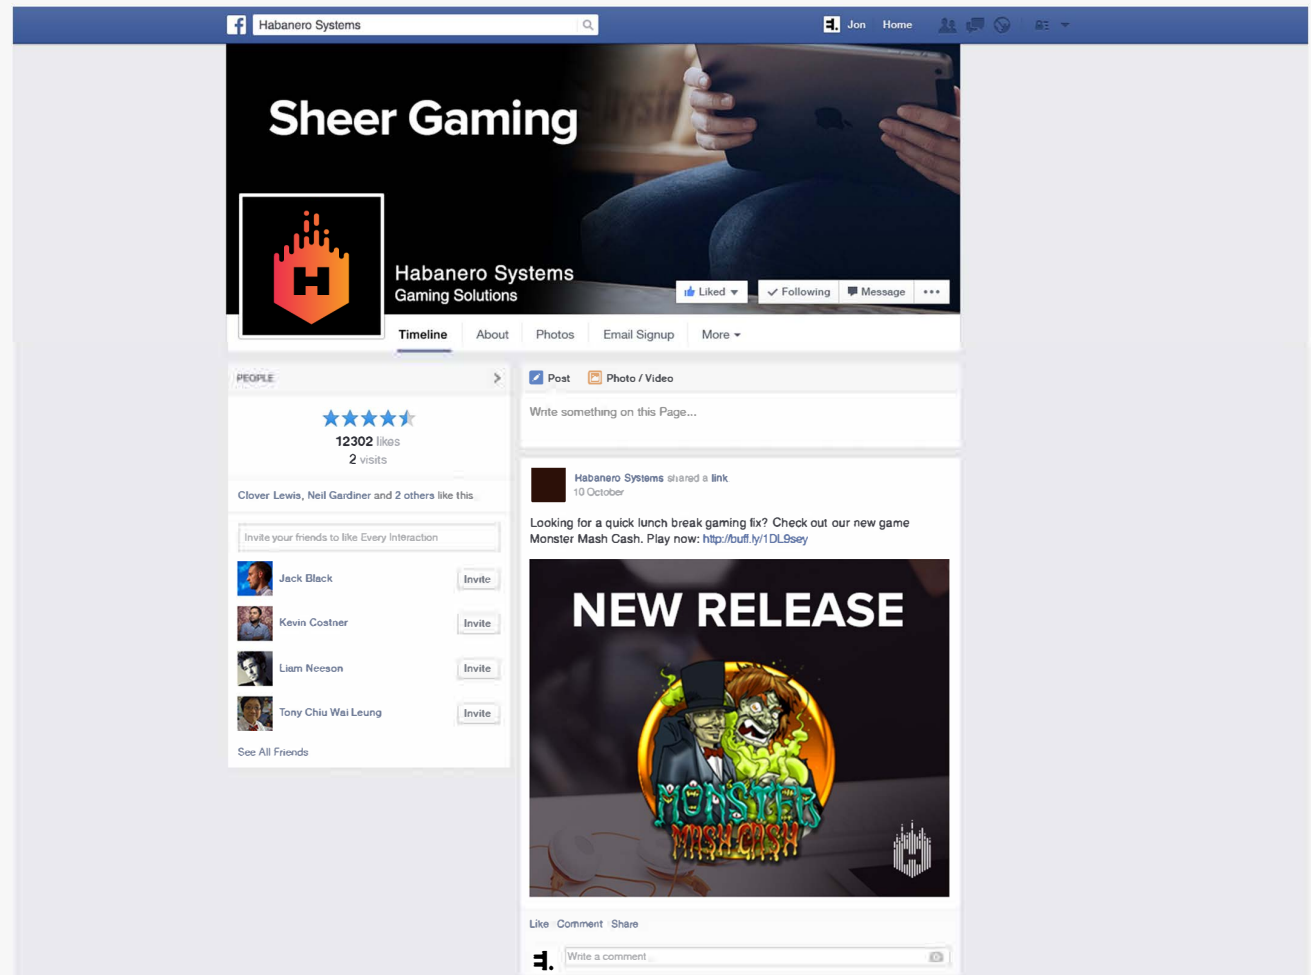 Habanero Systems
Jon Home
Sheer Gaming
H
Habanero Systems
Gaming Solutions
Liked Following Message
Timeline About Photos Email Signup More
PEOPLE
12302 likes
2 visits
Clover Lewis, Neil Gardiner and 2 others like this
Invite your friends to like Every Interaction
Jack Black Invite
Kevin Costner Invite
Liam Neeson Invite
Tony Chiu Wai Leung Invite
See All Friends
Post Photo / Video
Write something on this Page...
Habanero Systems shared a link
10 October
Looking for a quick lunch break gaming fix? Check out our new game
Monster Mash Cash. Play now: http://buff.ly/1DL9sey
NEW RELEASE
MONSTER
MASH CASH
H
Like Comment Share
Write a comment